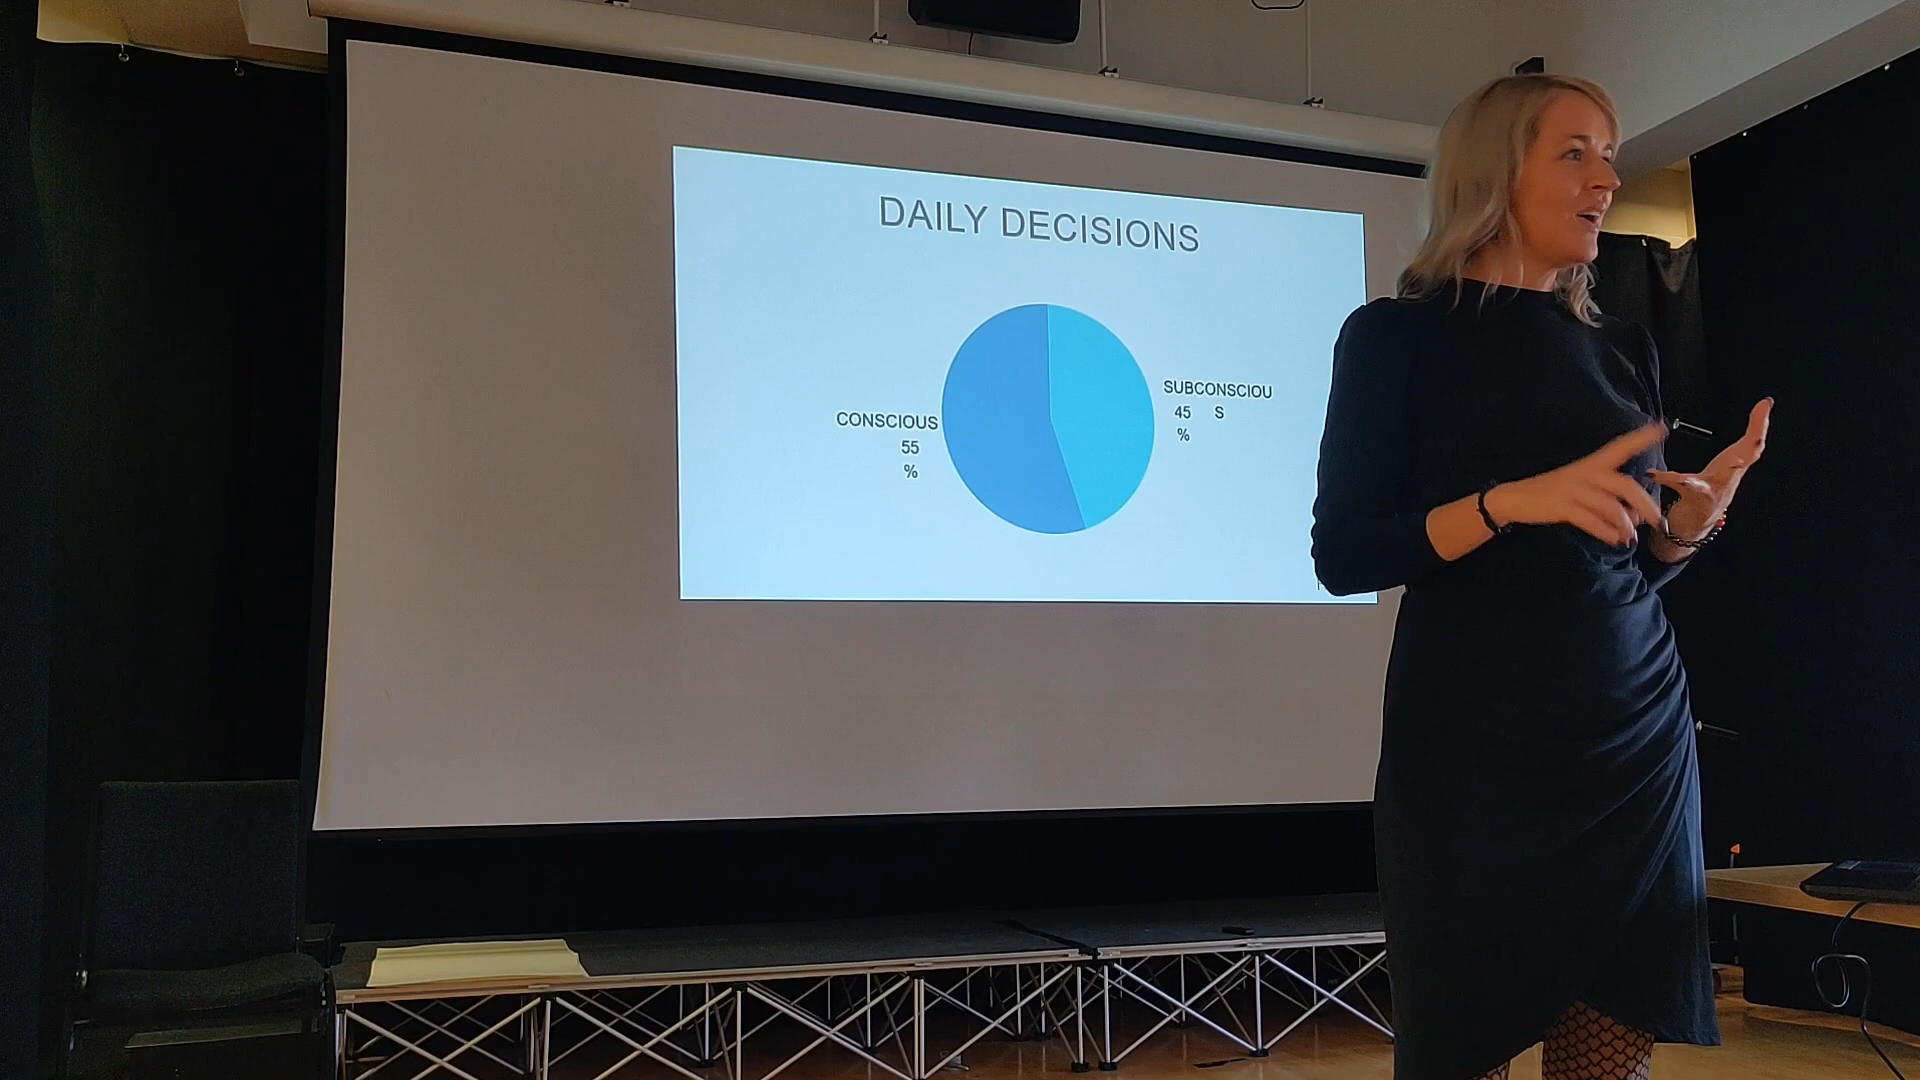 DAILY DECISIONS
CONSCIOUS
55
%
SUBCONSCIOU
45 S
%